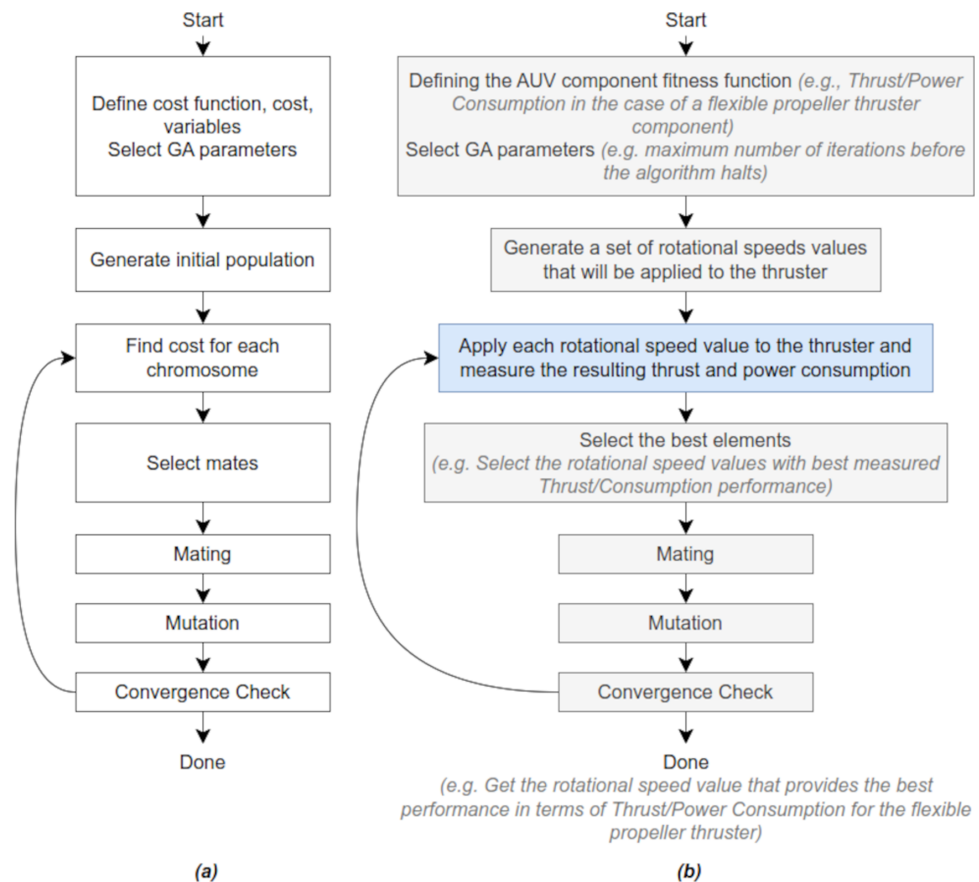 Start
Define cost function, cost,
variables
Select GA parameters
Generate initial population
Find cost for each
chromosome
Select mates
Mating
Mutation
Convergence Check
Done
(a)
Start
Defining the AUV component fitness function (e.g., Thrust/Power
Consumption in the case of a flexible propeller thruster
component)
Select GA parameters (e.g. maximum number of iterations before
the algorithm halts)
Generate a set of rotational speeds values
that will be applied to the thruster
Apply each rotational speed value to the thruster and
measure the resulting thrust and power consumption
Select the best elements
(e.g. Select the rotational speed values with best measured
Thrust/Consumption performance)
Mating
Mutation
Convergence Check
Done
(e.g. Get the rotational speed value that provides the best
performance in terms of Thrust/Power Consumption for the flexible
propeller thruster)
(b)